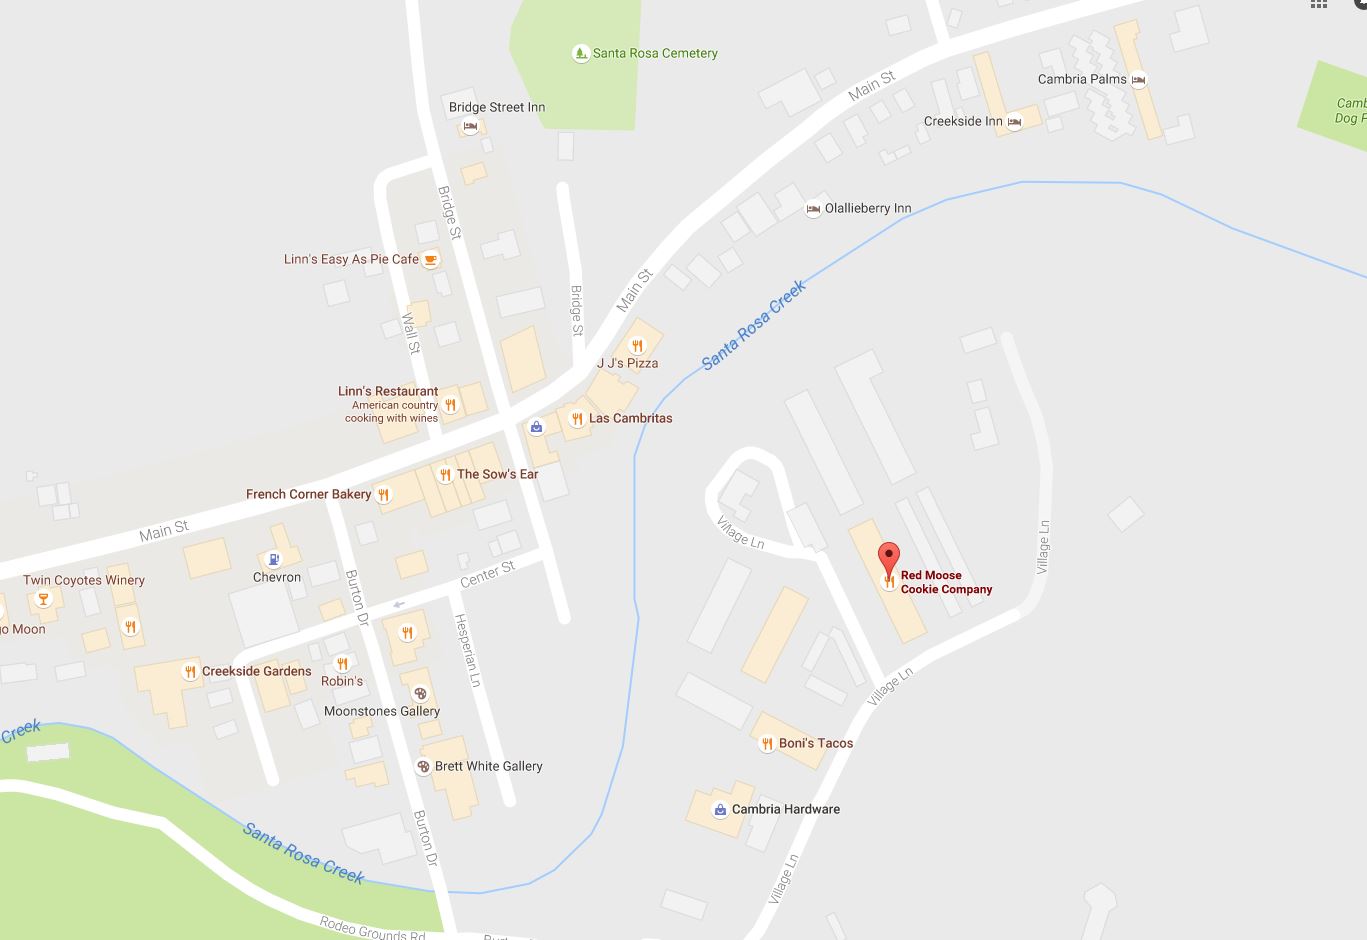 Santa Rosa Cemetery
Main St
Cambria Palms
Bridge Street Inn
Creekside Inn
Bridge St
Olallieberry Inn
Linn's Easy As Pie Cafe
Main St
Bridge St
Santa Rosa Creek
Wall St
J J's Pizza
Linn's Restaurant
American country
cooking with wines
Las Cambritas
The Sow's Ear
French Corner Bakery
Main St
Village Ln
Village Ln
Chevron
Center St
Twin Coyotes Winery
Burton Dr
Red Moose
Cookie Company
Moon
Hesperian Ln
Creekside Gardens
Robin's
Village Ln
Moonstones Gallery
Creek
Boni's Tacos
Brett White Gallery
Cambria Hardware
Santa Rosa Creek
Burton Dr
Village Ln
Rodeo Grounds Rd